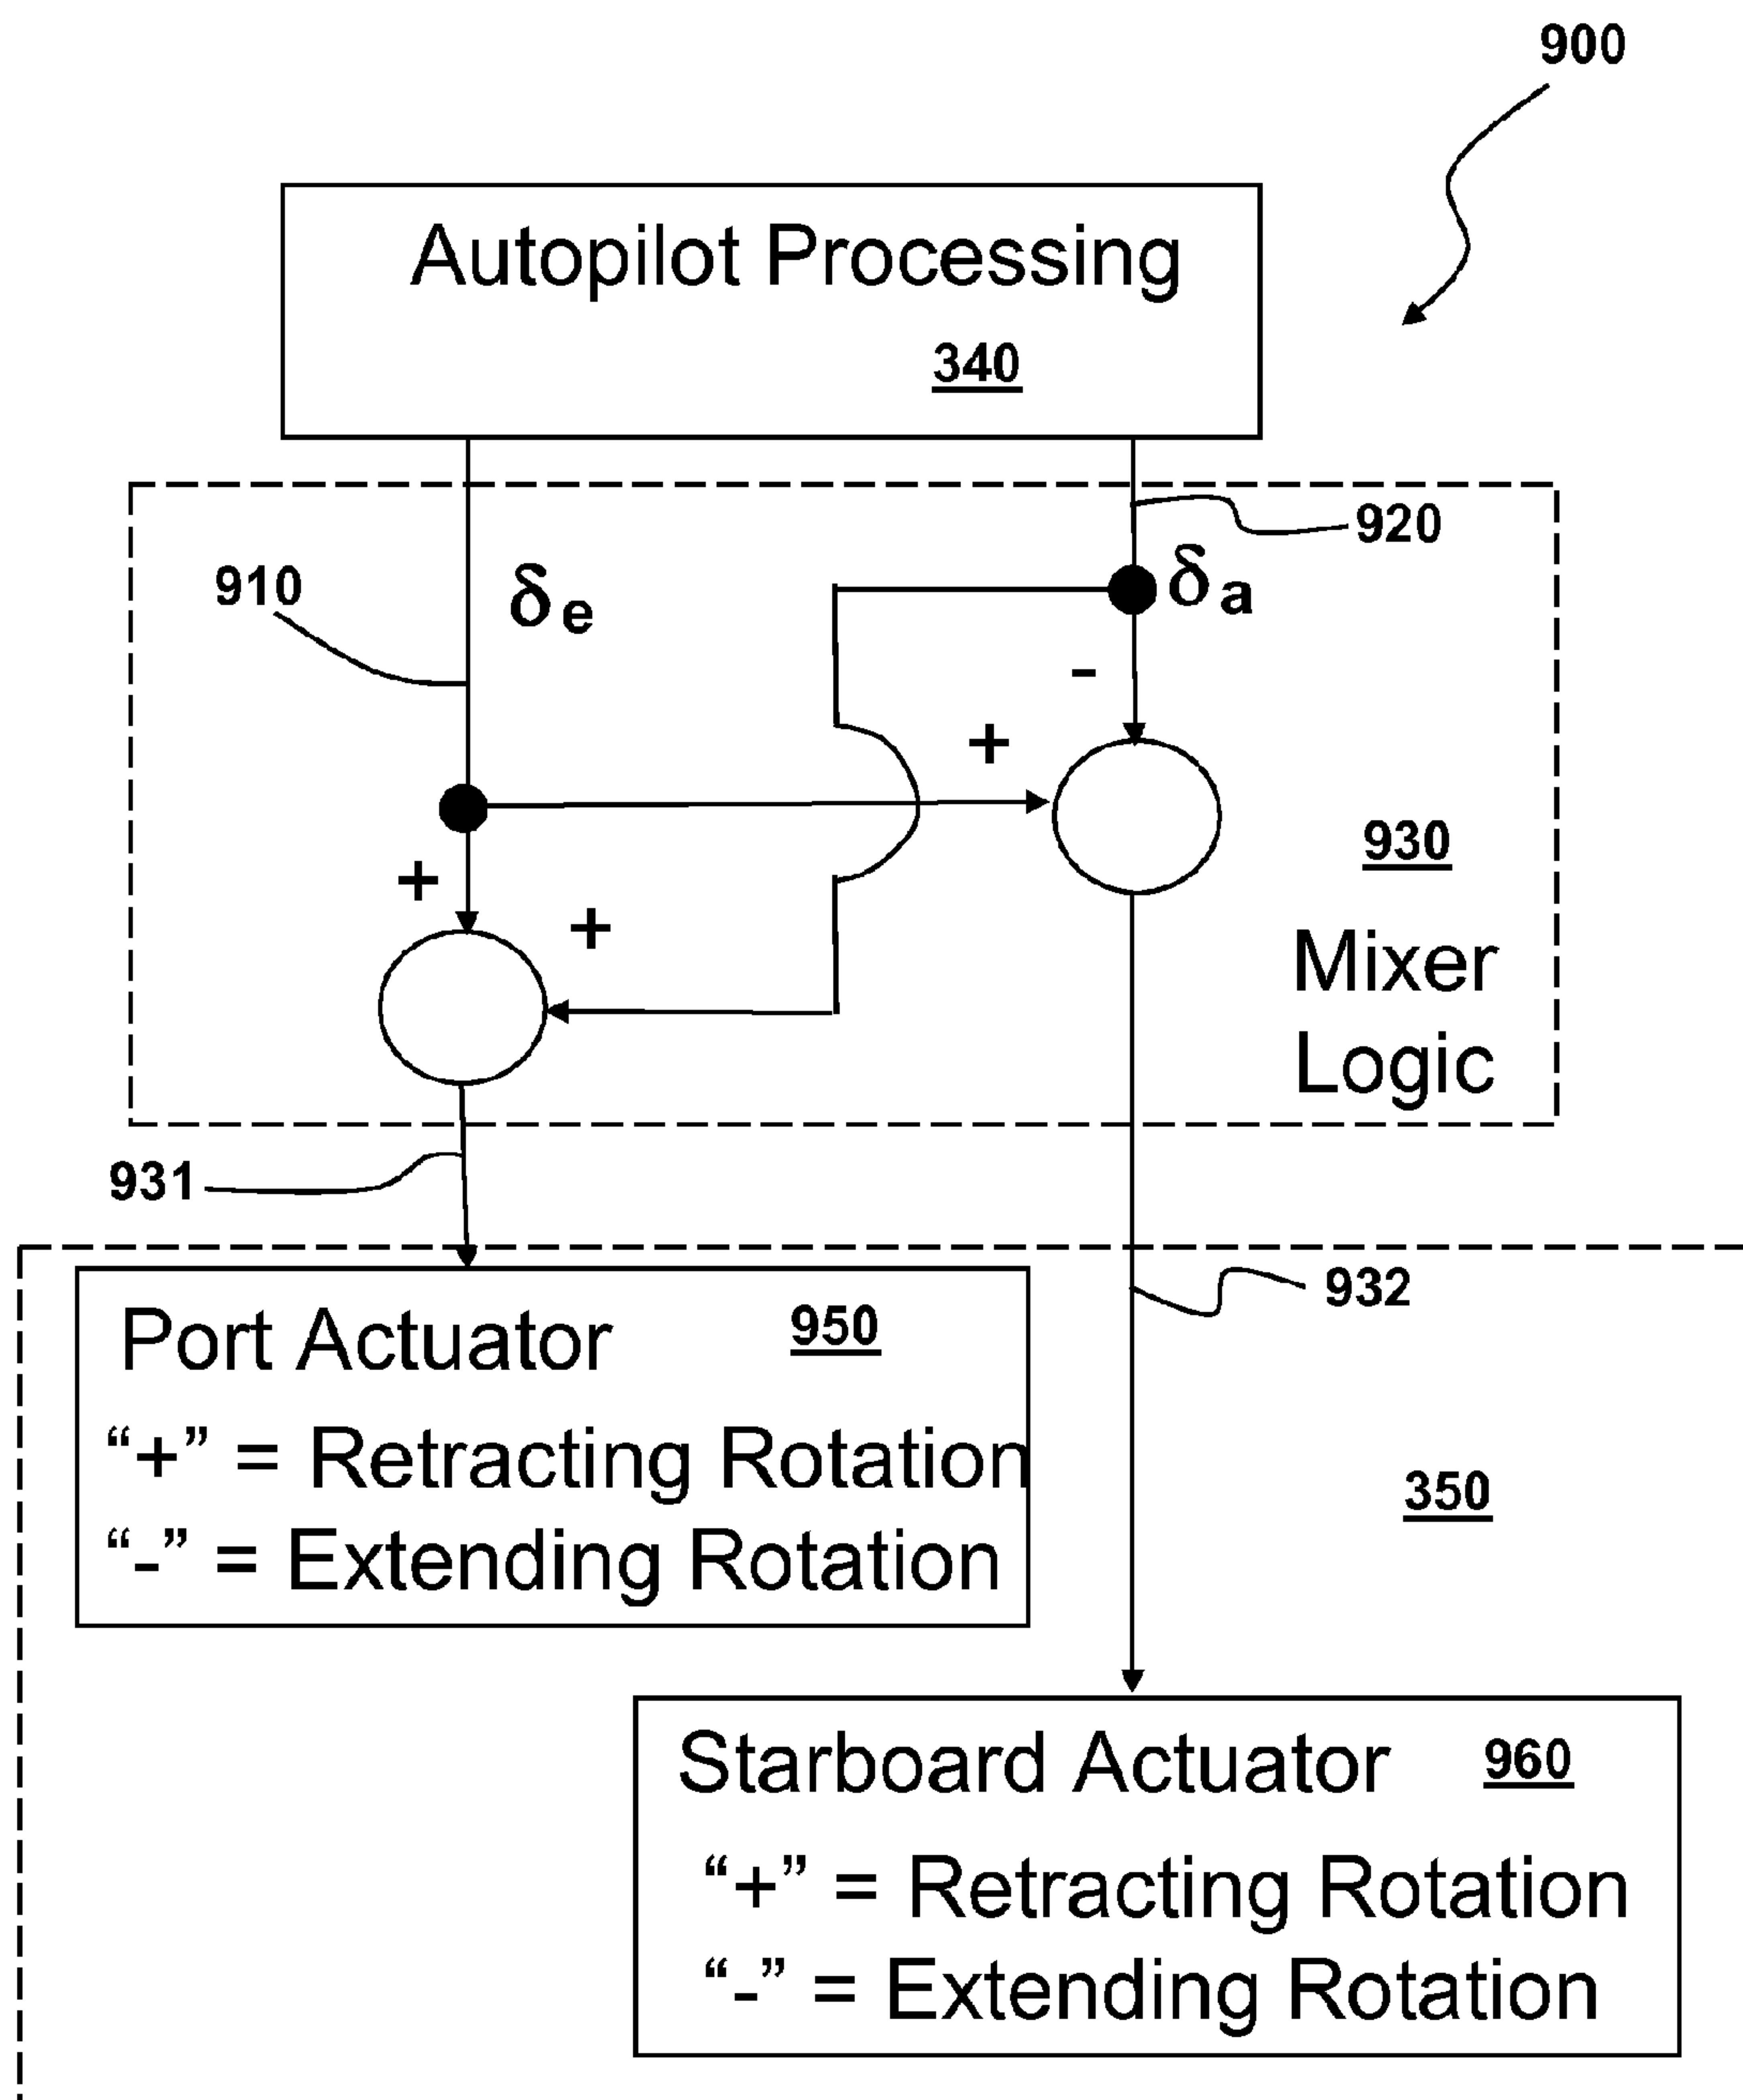 900
Autopilot Processing
340
920
910
δe
δa
-
+
930
+
+
Mixer
Logic
931
932
Port Actuator 950
“+” = Retracting Rotation
“-” = Extending Rotation
350
Starboard Actuator 960
“+” = Retracting Rotation
“-” = Extending Rotation